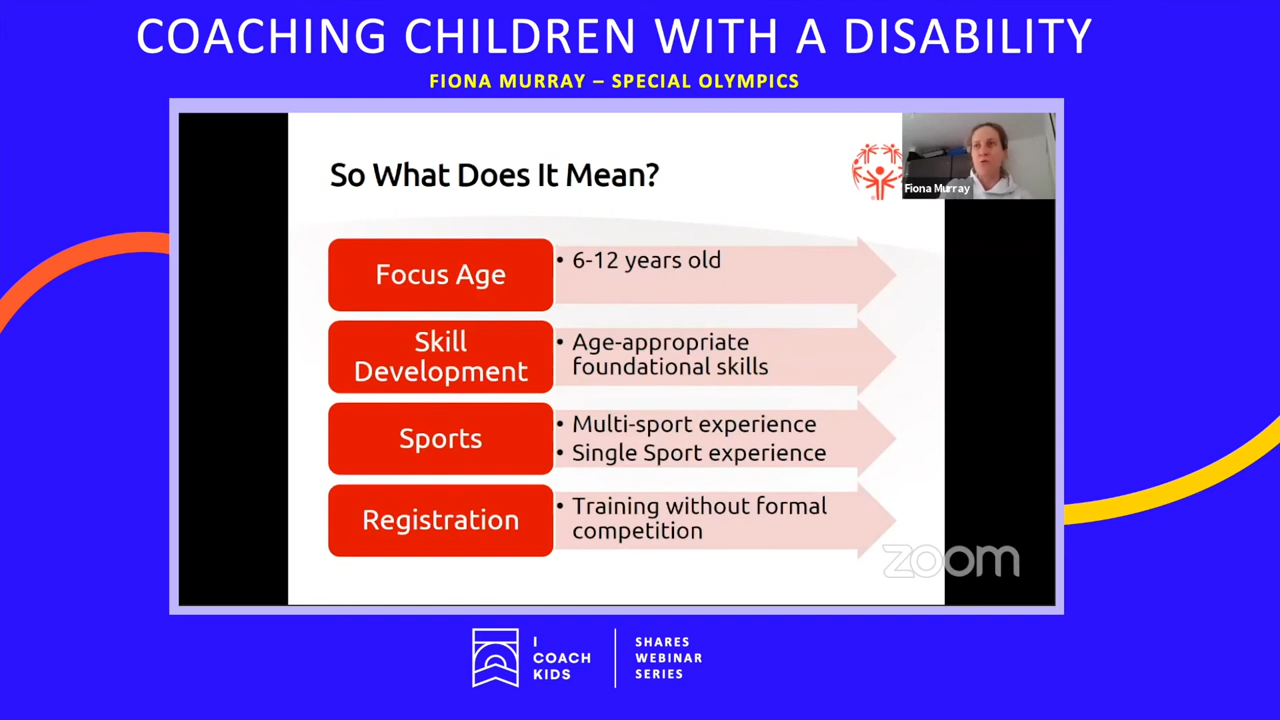 COACHING CHILDREN WITH A DISABILITY
FIONA MURRAY – SPECIAL OLYMPICS
So What Does It Mean?
Fiona Murray
Focus Age
• 6-12 years old
Skill
Development
• Age-appropriate
foundational skills
Sports
• Multi-sport experience
• Single Sport experience
Registration
• Training without formal
competition
zoom
I
COACH
KIDS
SHARES
WEBINAR
SERIES